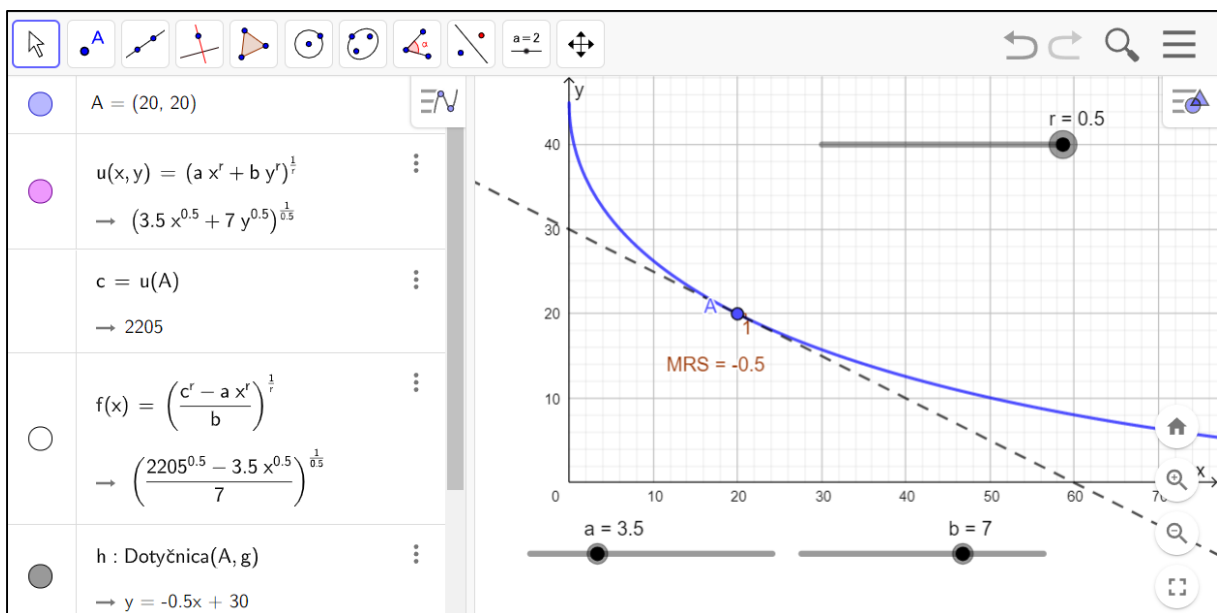 A
α
a = 2
A = (20, 20)
u(x, y) = (a x^r + b y^r)^(1/r)
→ (3.5 x^0.5 + 7 y^0.5)^(1/0.5)
c = u(A)
→ 2205
f(x) = ((c^r − a x^r)/b)^(1/r)
→ ((2205^0.5 − 3.5 x^0.5)/7)^(1/0.5)
h : Dotyčnica(A, g)
→ y = -0.5x + 30
y
r = 0.5
40
30
20
A
1
MRS = -0.5
10
x
0 10 20 30 40 50 60
a = 3.5 b = 7